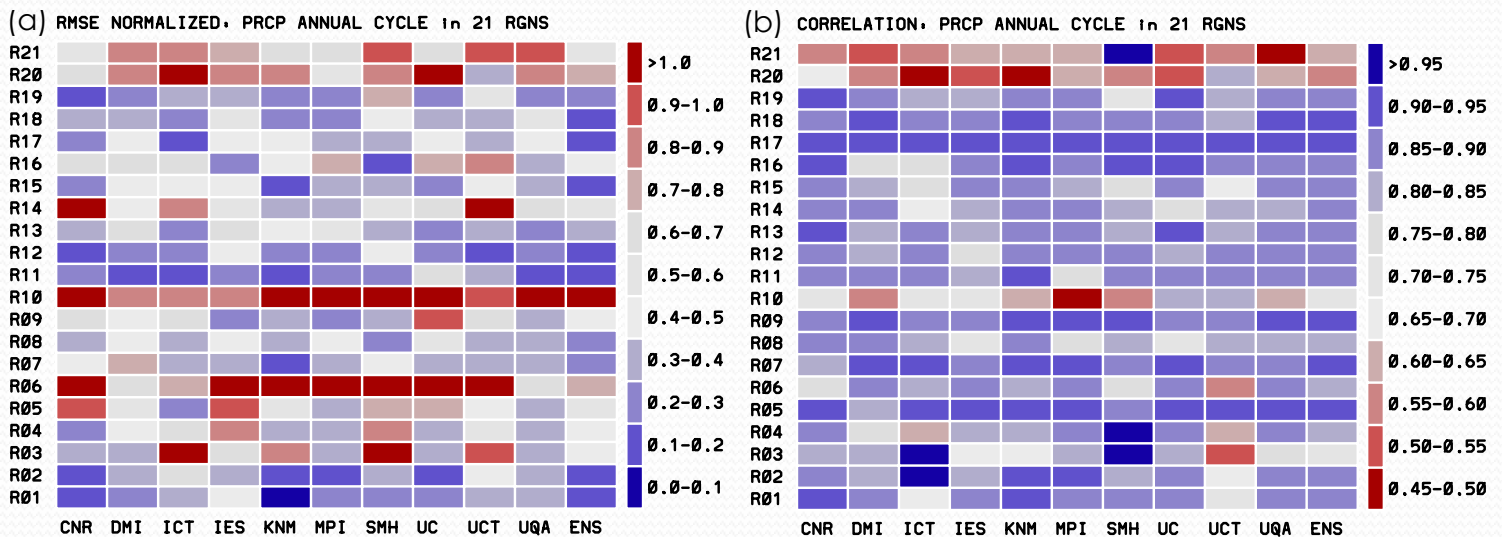 (a) RMSE NORMALIZED: PRCP ANNUAL CYCLE in 21 RGNS
R21
R20
R19
R18
R17
R16
R15
R14
R13
R12
R11
R10
R09
R08
R07
R06
R05
R04
R03
R02
R01
CNR DMI ICT IES KNM MPI SMH UC UCT UQA ENS
>1.0
0.9-1.0
0.8-0.9
0.7-0.8
0.6-0.7
0.5-0.6
0.4-0.5
0.3-0.4
0.2-0.3
0.1-0.2
0.0-0.1
(b) CORRELATION: PRCP ANNUAL CYCLE in 21 RGNS
R21
R20
R19
R18
R17
R16
R15
R14
R13
R12
R11
R10
R09
R08
R07
R06
R05
R04
R03
R02
R01
CNR DMI ICT IES KNM MPI SMH UC UCT UQA ENS
>0.95
0.90-0.95
0.85-0.90
0.80-0.85
0.75-0.80
0.70-0.75
0.65-0.70
0.60-0.65
0.55-0.60
0.50-0.55
0.45-0.50